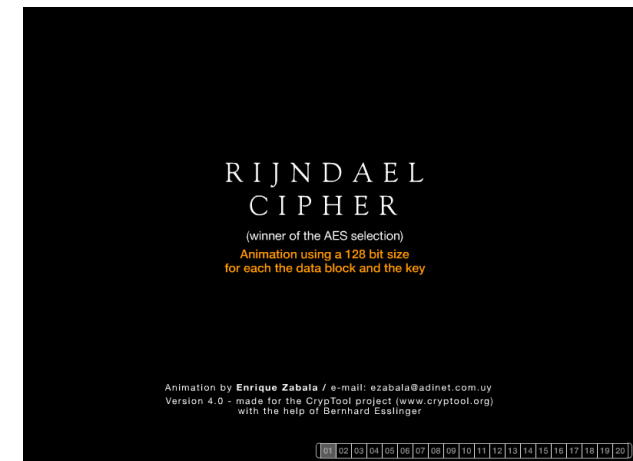 RIJNDAEL
CIPHER
(winner of the AES selection)
Animation using a 128 bit size
for each the data block and the key
Animation by Enrique Zabala / e-mail: ezabala@adinet.com.uy
Version 4.0 - made for the CrypTool project (www.cryptool.org)
with the help of Bernhard Esslinger
01 02 03 04 05 06 07 08 09 10 11 12 13 14 15 16 17 18 19 20